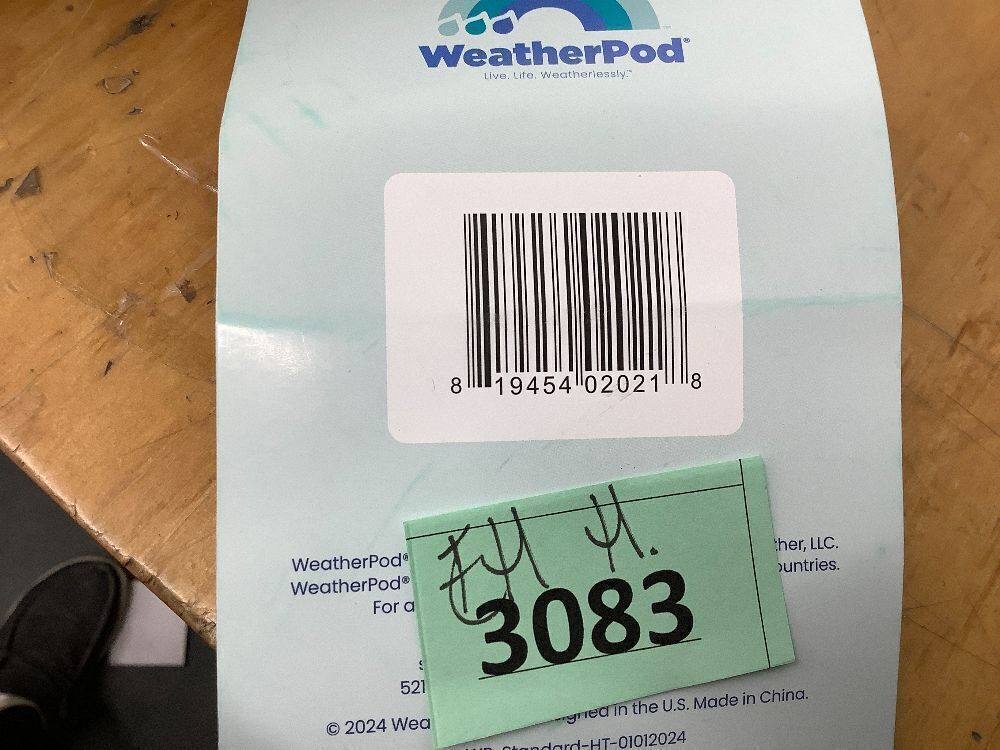 WeatherPod®
Live. Life. Weatherlessly.™
8 19454 02021 8
WeatherPod® ther, LLC.
WeatherPod® ountries.
For a
3083
521
© 2024 Wea igned in the U.S. Made in China.
WP-Standard-HT-01012024